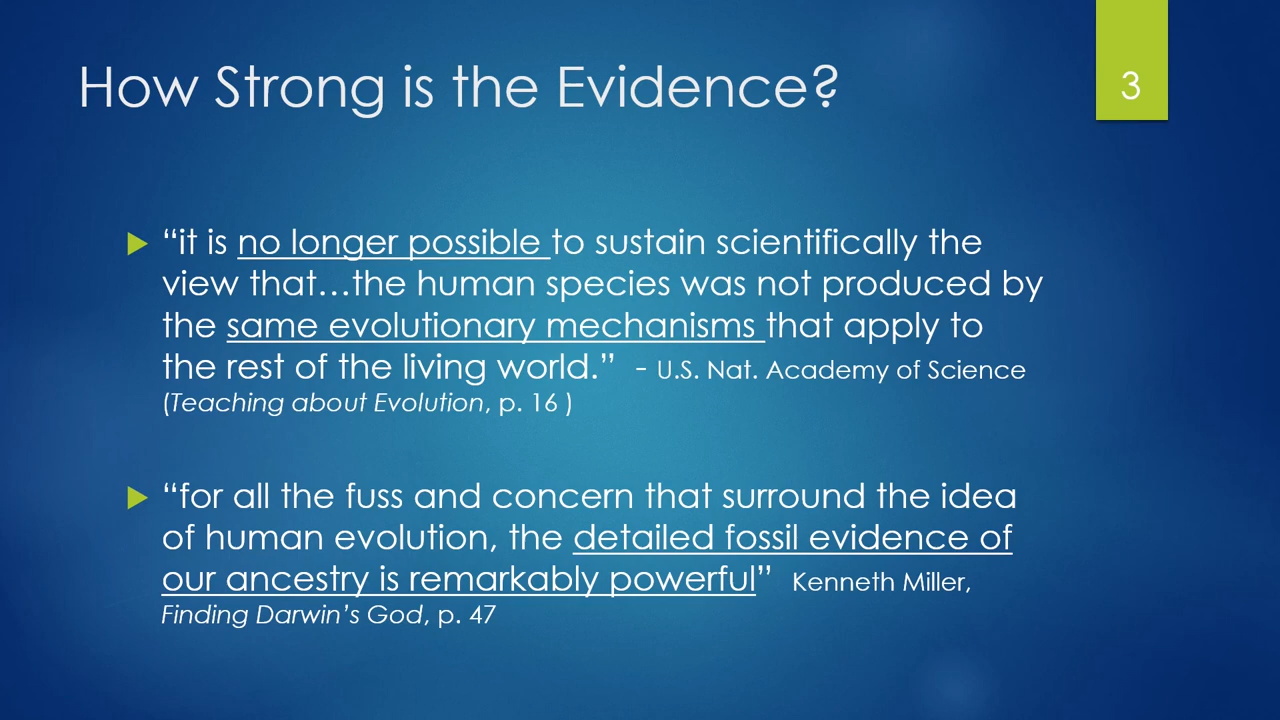 How Strong is the Evidence?
3
“it is no longer possible to sustain scientifically the
view that…the human species was not produced by
the same evolutionary mechanisms that apply to
the rest of the living world.” - U.S. Nat. Academy of Science
(Teaching about Evolution, p. 16 )
“for all the fuss and concern that surround the idea
of human evolution, the detailed fossil evidence of
our ancestry is remarkably powerful” Kenneth Miller,
Finding Darwin’s God, p. 47